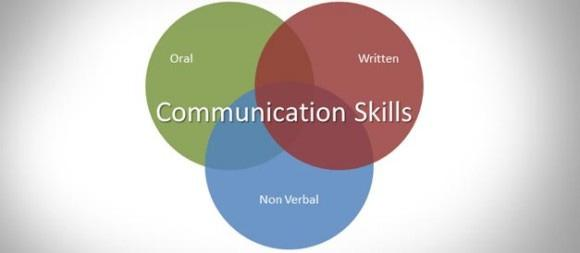 Oral
Written
Communication Skills
Non Verbal